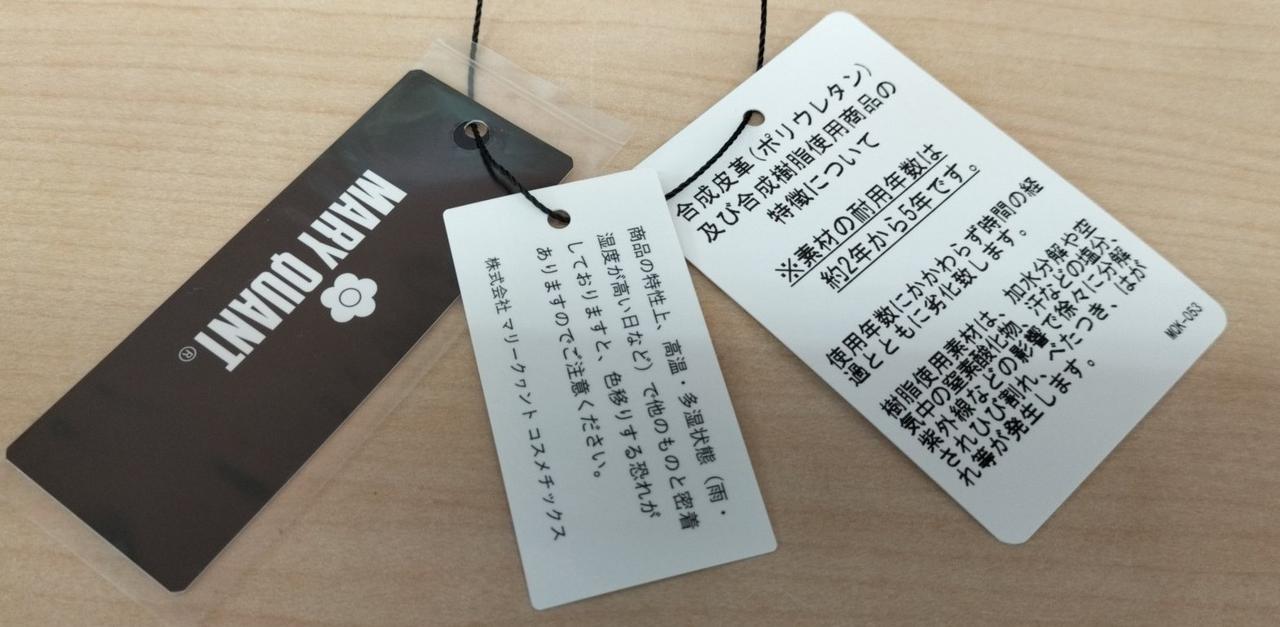 MARY QUANT®
商品の特性上、高温・多湿状態（雨・
湿度が高い日など）で他のものと密着
しておりますと、色移りする恐れが
ありますのでご注意ください。
株式会社 マリークヮント コスメチックス
合成皮革(ポリウレタン)
及び合成樹脂使用商品の
特徴について
※素材の耐用年数は
約2年から5年です。
使用年数にかかわらず時間の経
過とともに劣化致します。
樹脂使用素材は、加水分解や空
気中の窒素酸化物、汗などの塩分、
紫外線などの影響で徐々に分解
されひび割れ、べたつき、はが
れ等が発生します。
MQK-053